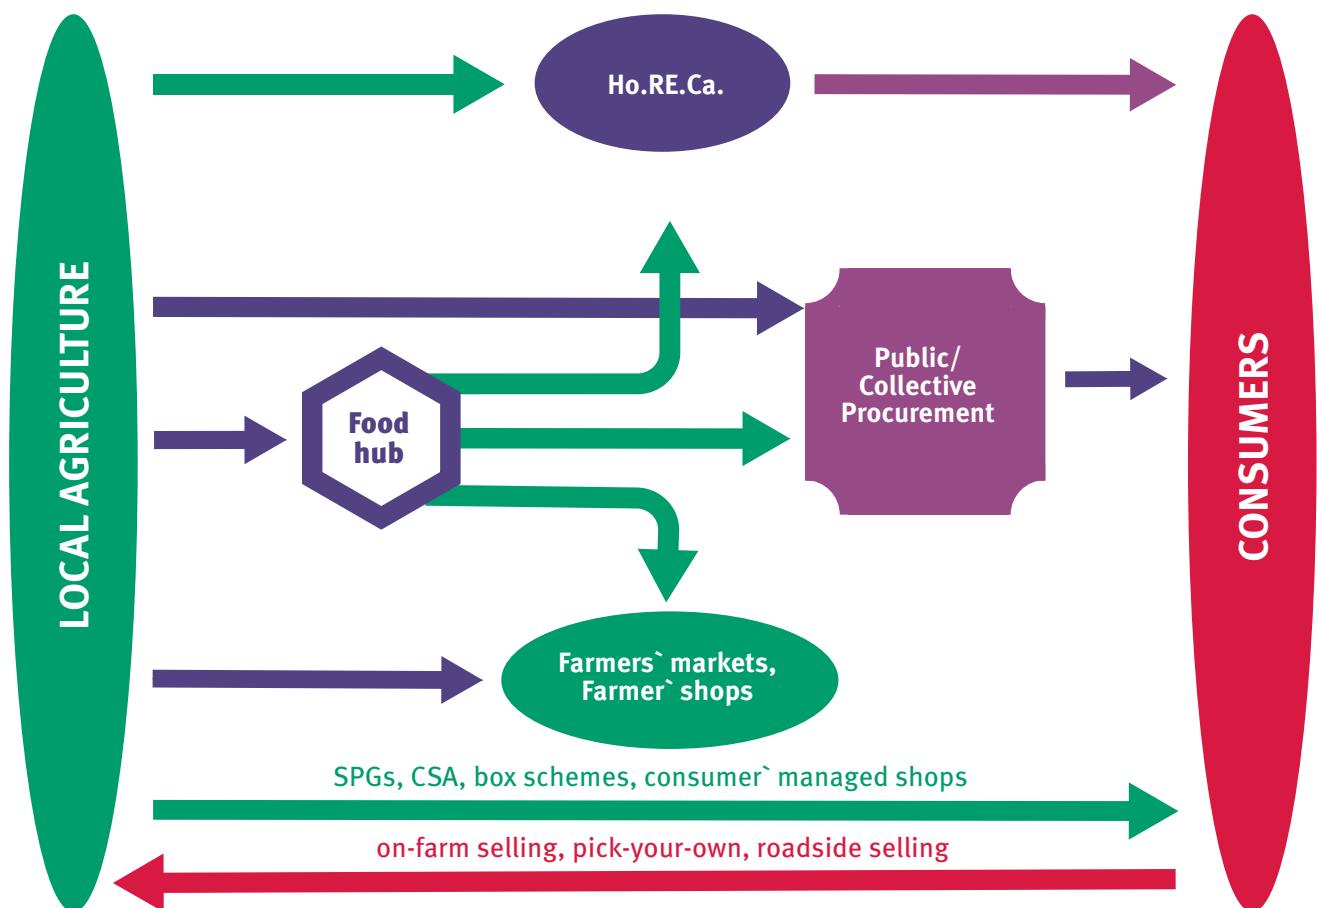 Ho.RE.Ca.
LOCAL AGRICULTURE
Food
hub
Public/
Collective
Procurement
CONSUMERS
Farmers` markets,
Farmer` shops
SPGs, CSA, box schemes, consumer` managed shops
on-farm selling, pick-your-own, roadside selling